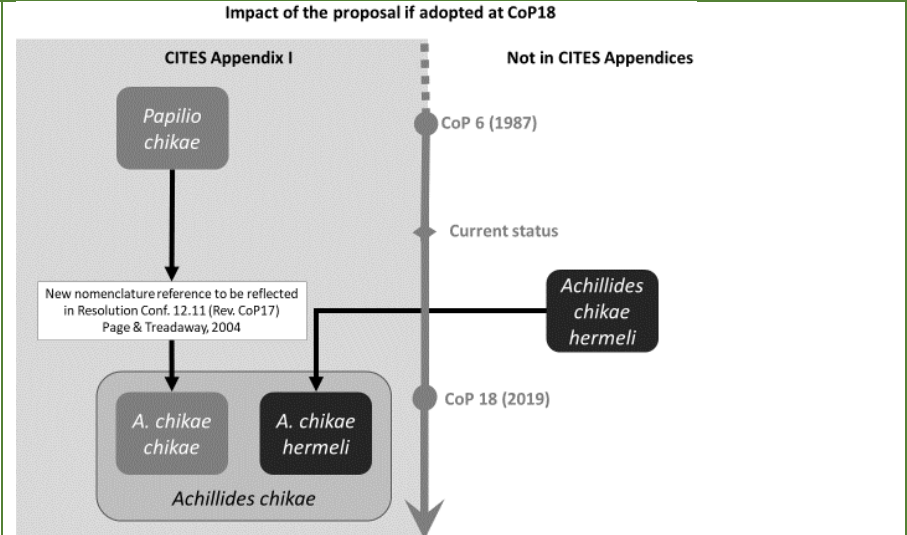 Impact of the proposal if adopted at CoP18
CITES Appendix I
Not in CITES Appendices
Papilio
chikae
CoP 6 (1987)
Current status
New nomenclature reference to be reflected
in Resolution Conf. 12.11 (Rev. CoP17)
Page & Treadaway, 2004
Achillides
chikae
hermeli
CoP 18 (2019)
A. chikae
chikae
A. chikae
hermeli
Achillides chikae